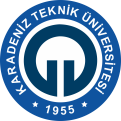 KARADENİZ TEKNİK ÜNİVERSİTESİ
• 1955 •